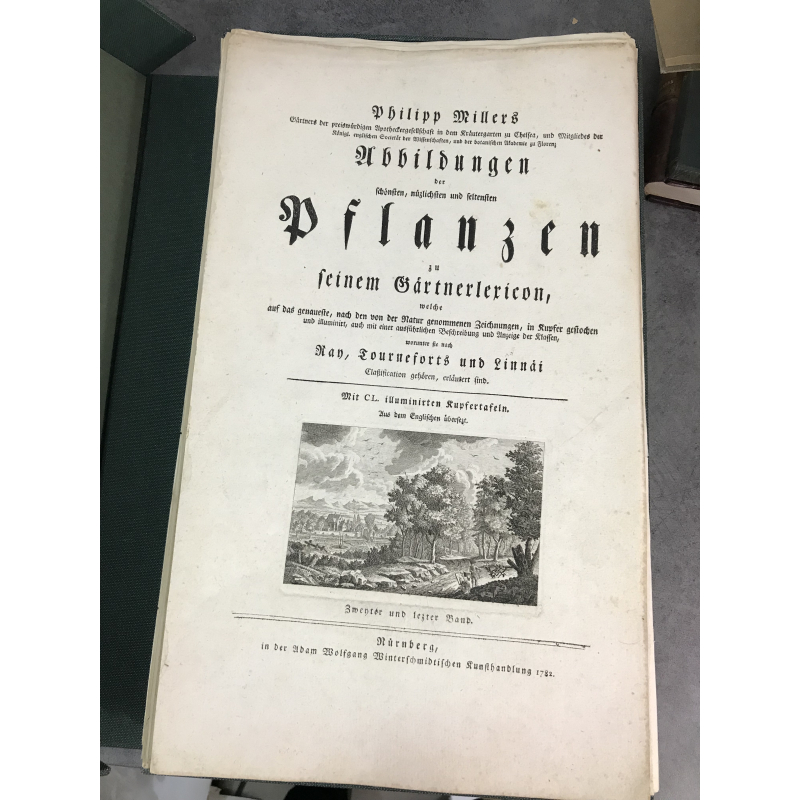 Philipp Millers
Gärtners der preiswürdigen Apotheckergesellschaft in dem Kräutergarten zu Chelsea, und Mitgliedes der
Königl. englischen Societät der Wissenschaften, und der botanischen Akademie zu Florenz
Abbildungen
der
schönsten, nüzlichsten und seltensten
Pflanzen
zu
seinem Gärtnerlexicon,
welche
auf das genaueste, nach den von der Natur genommenen Zeichnungen, in Kupfer gestochen
und illuminirt, auch mit einer ausführlichen Beschreibung und Anzeige der Klassen,
worunter sie nach
Ray, Tourneforts und Linnäi
Claßification gehören, erläutert sind.
Mit CL. illuminirten Kupfertafeln.
Aus dem Englischen übersezt.
Zweyter und lezter Band.
Nürnberg,
in der Adam Wolfgang Winterschmidtischen Kunsthandlung 1782.